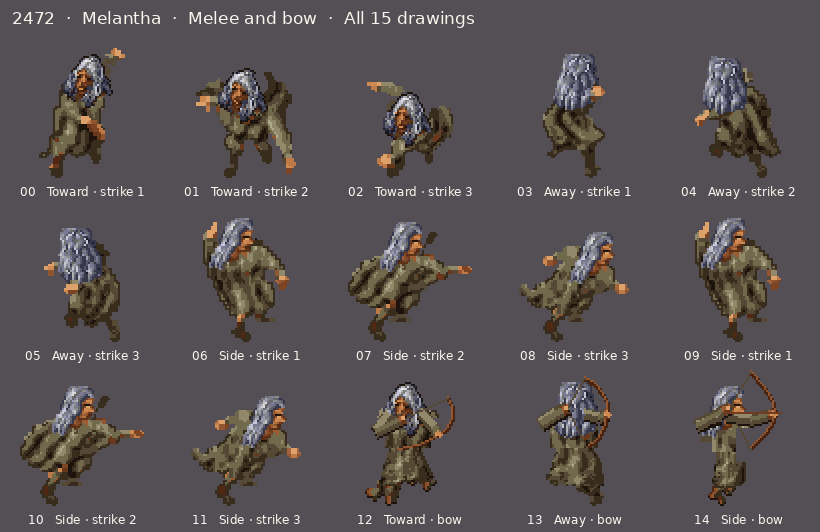 2472 · Melantha · Melee and bow · All 15 drawings
00 Toward · strike 1
01 Toward · strike 2
02 Toward · strike 3
03 Away · strike 1
04 Away · strike 2
05 Away · strike 3
06 Side · strike 1
07 Side · strike 2
08 Side · strike 3
09 Side · strike 1
10 Side · strike 2
11 Side · strike 3
12 Toward · bow
13 Away · bow
14 Side · bow